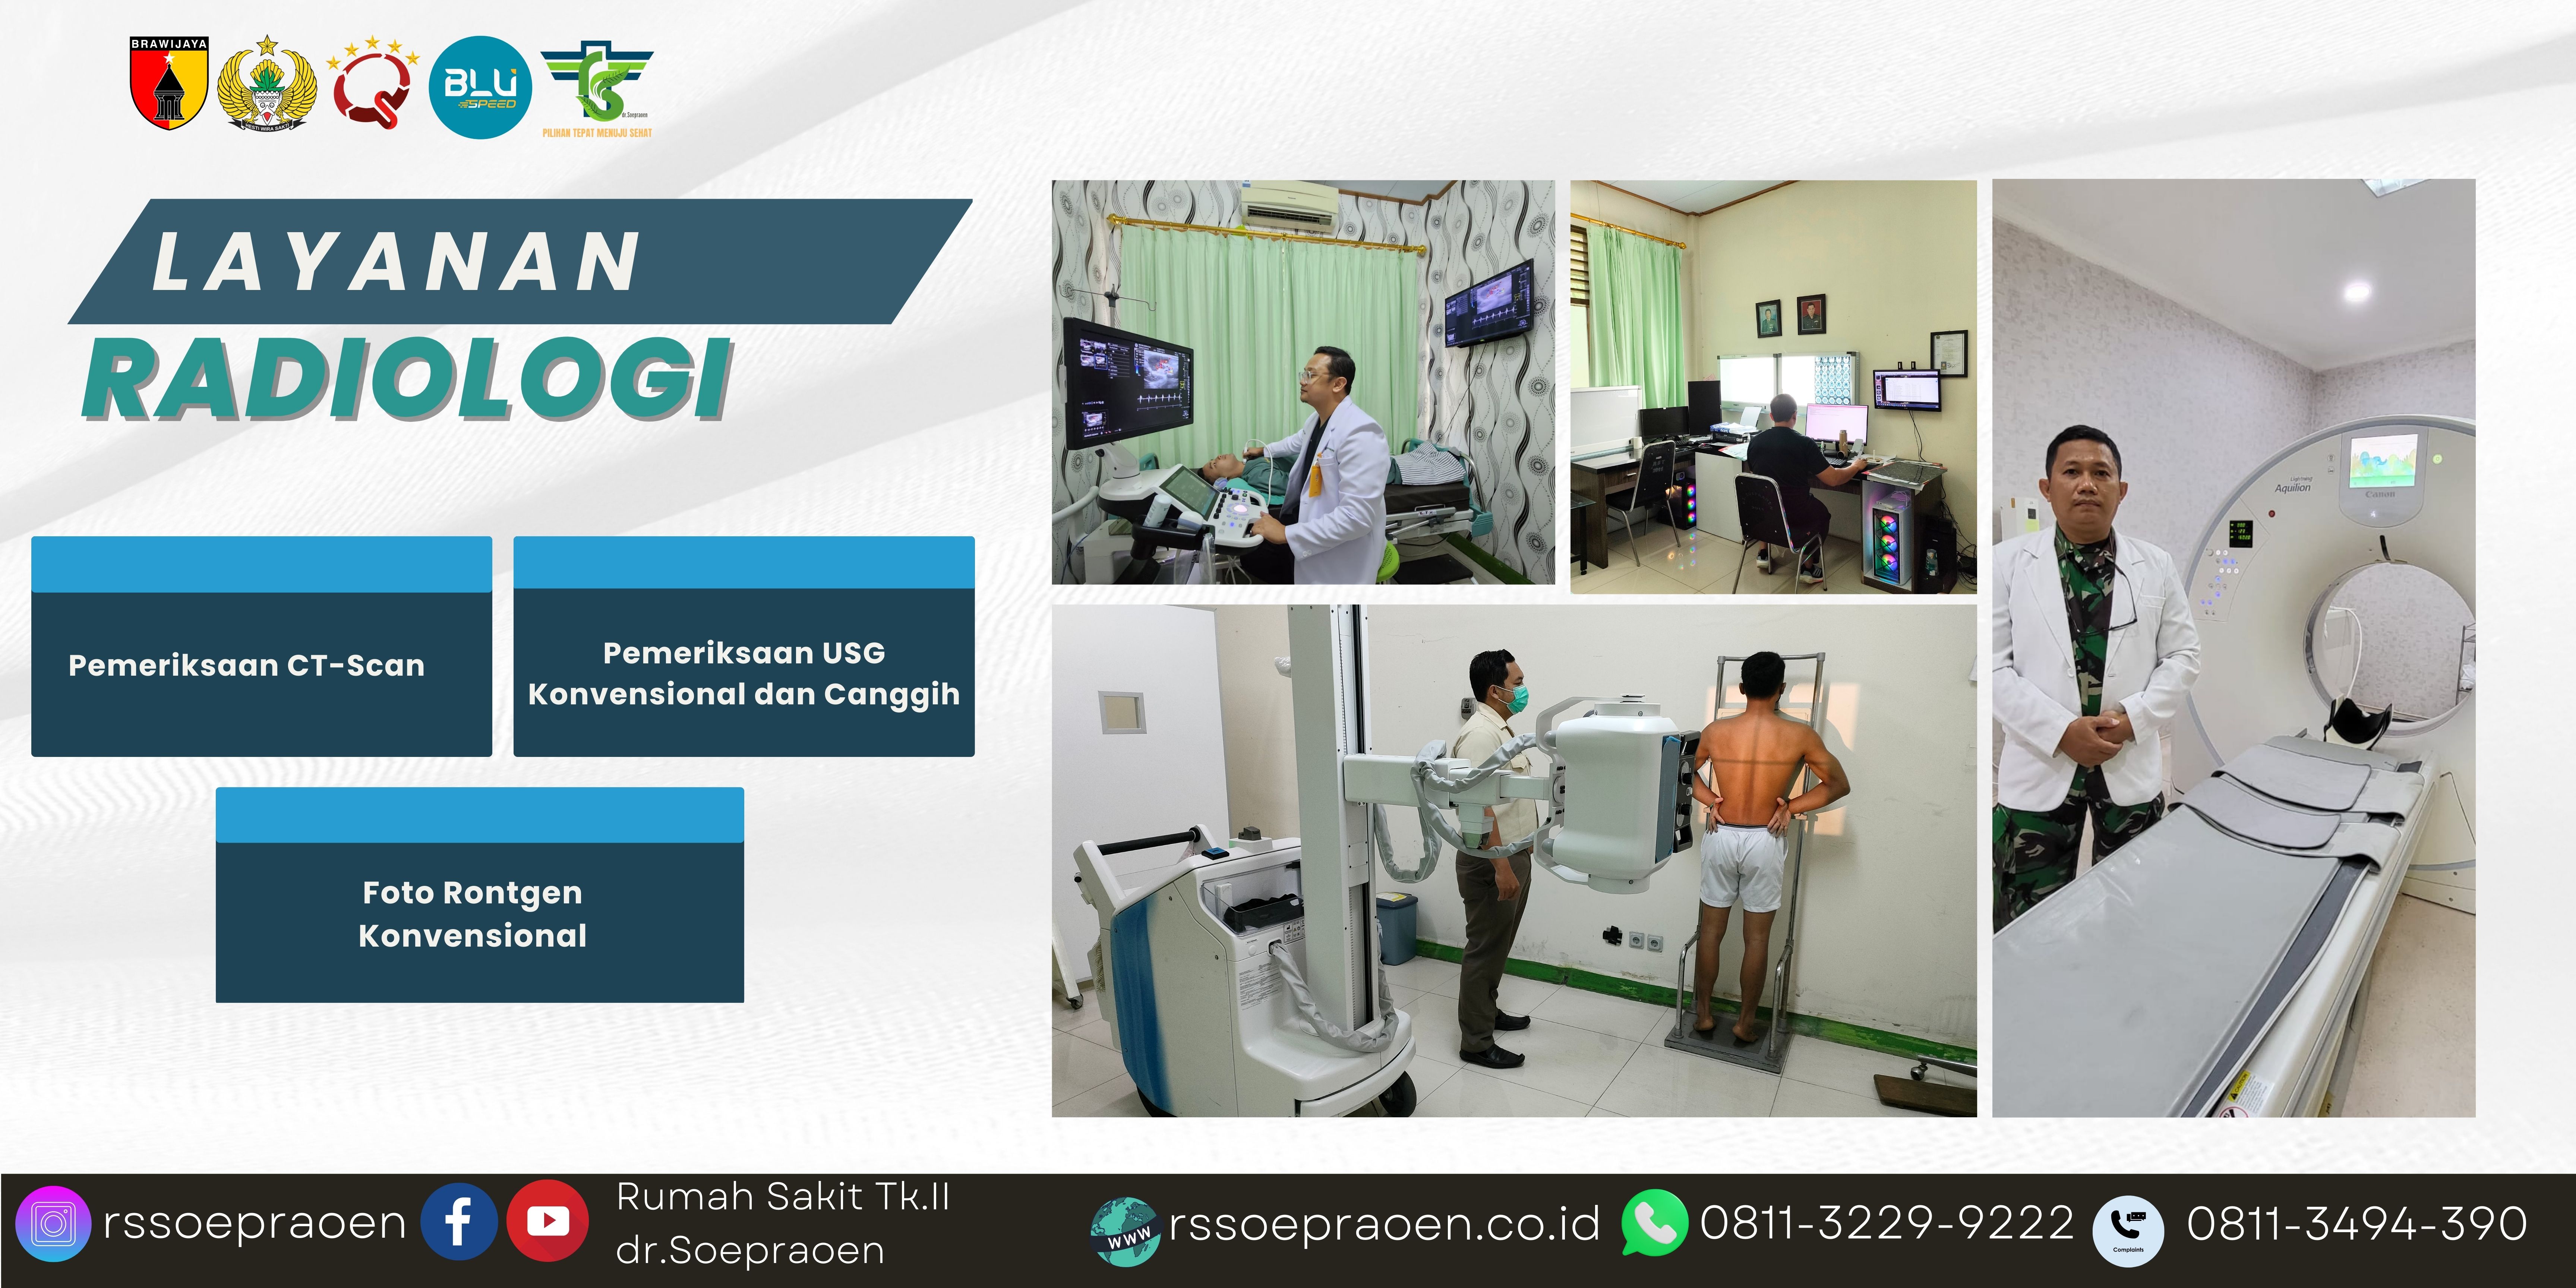 BRAWIJAYA
BLU
SPEED
dr.Soepraoen
PILIHAN TEPAT MENUJU SEHAT
LAYANAN
RADIOLOGI
Pemeriksaan CT-Scan
Pemeriksaan USG
Konvensional dan Canggih
Foto Rontgen
Konvensional
Aquilion
Canon
rssoepraoen
Rumah Sakit Tk.II
dr.Soepraoen
www
rssoepraoen.co.id
0811-3229-9222
Complaints
0811-3494-390